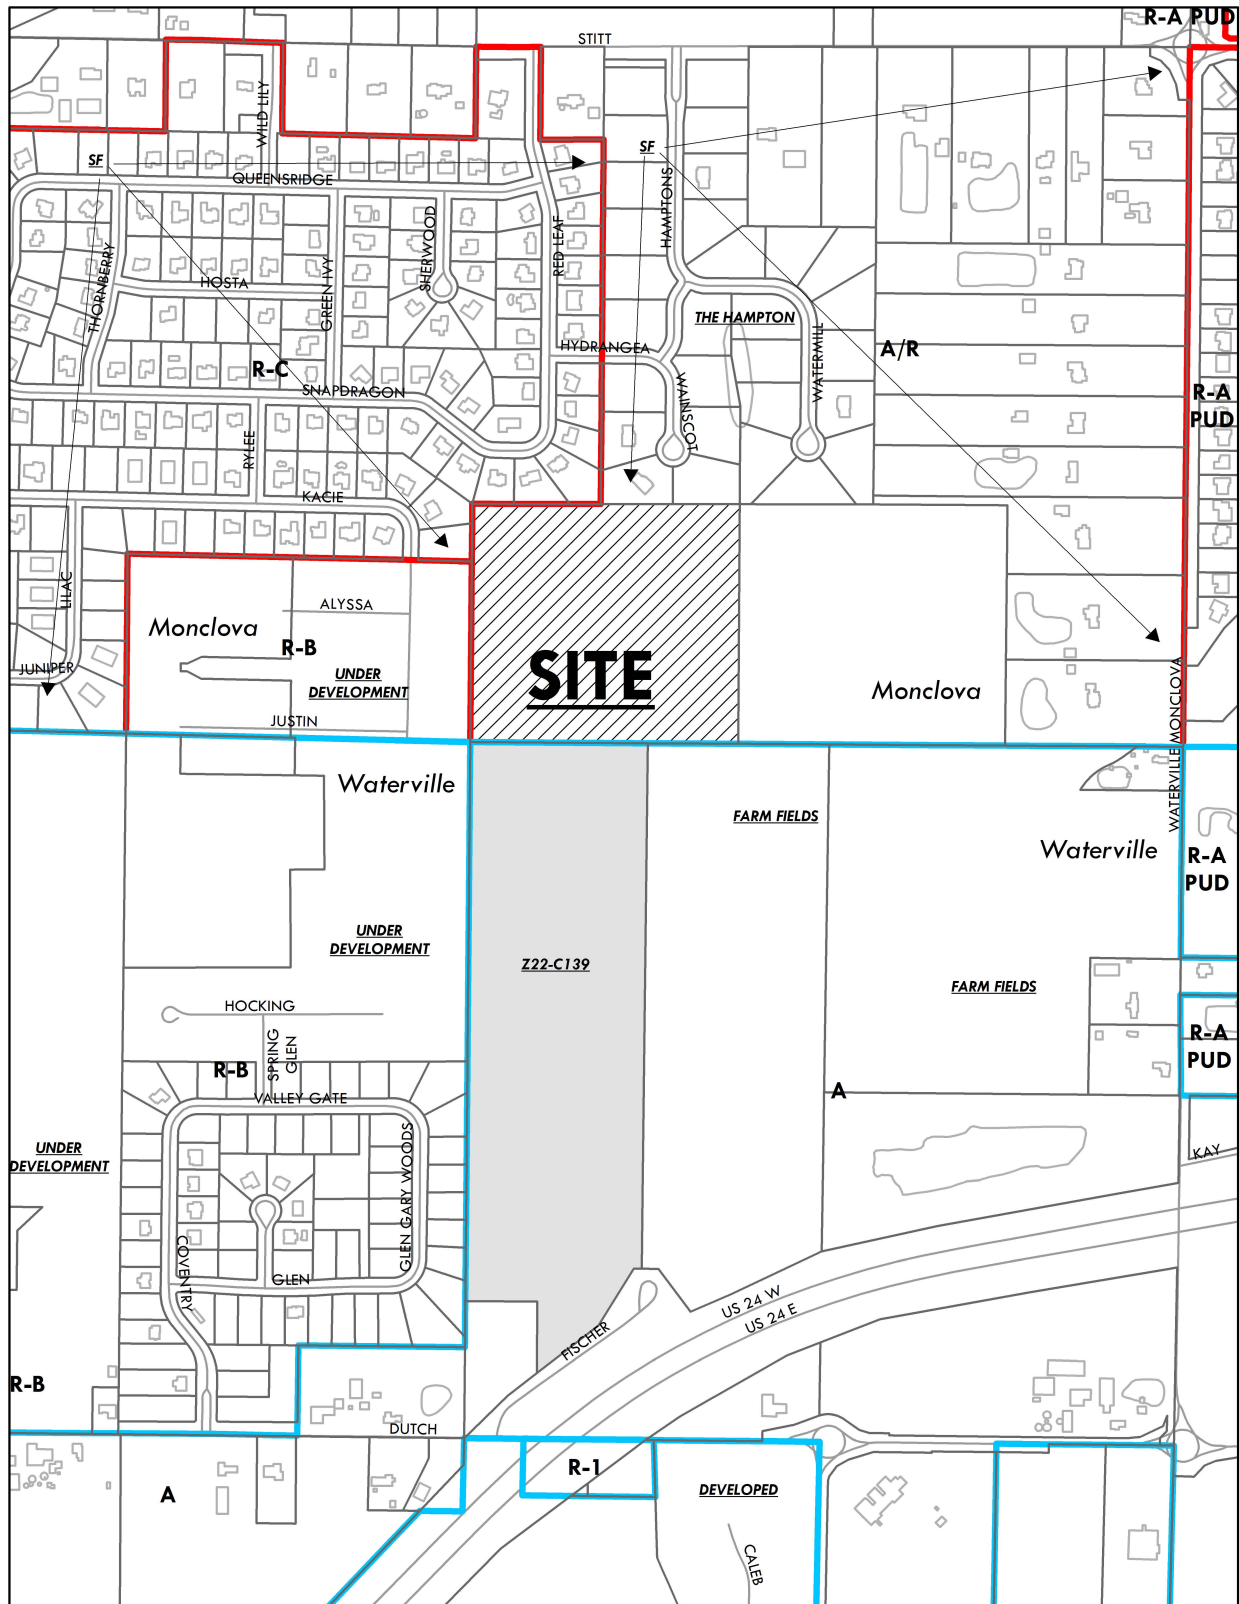 R-A PUD
STITT
WILD LILY
SF
SF
QUEENSRIDGE
HAMPTONS
SHERWOOD
RED LEAF
THORNBERRY
HOSTA
GREEN IVY
THE HAMPTON
HYDRANGEA
WATERMILL
A/R
R-C
SNAPDRAGON
WAINSCOT
R-A
PUD
RYLEE
KACIE
LILAC
ALYSSA
Monclova
R-B
UNDER
DEVELOPMENT
SITE
JUNIPER
Monclova
WATERVILLE MONCLOVA
JUSTIN
Waterville
FARM FIELDS
Waterville
R-A
PUD
UNDER
DEVELOPMENT
Z22-C139
FARM FIELDS
HOCKING
SPRING
GLEN
R-A
PUD
R-B
VALLEY GATE
A
UNDER
DEVELOPMENT
GLEN GARY WOODS
KAY
COVENTRY
GLEN
US 24 W
US 24 E
FISCHER
R-B
DUTCH
R-1
A
DEVELOPED
CALEB